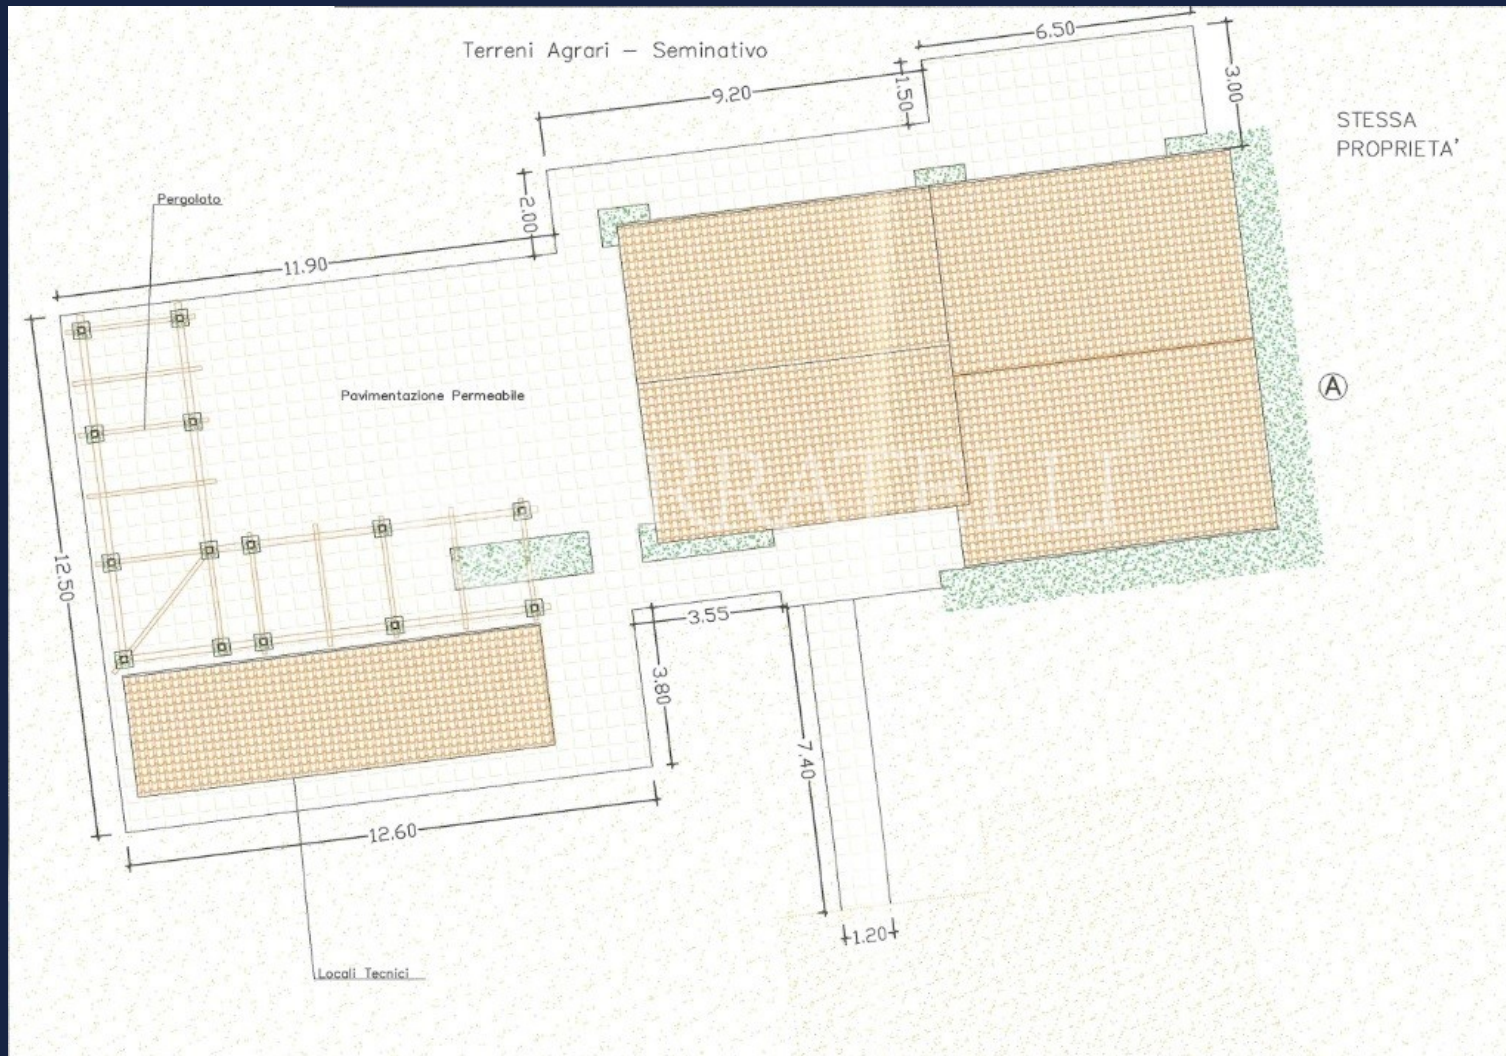 Terreni Agrari – Seminativo
6.50
9.20
1.50
3.00
STESSA
PROPRIETA'
Pergolato
2.00
11.90
Pavimentazione Permeabile
A
RRATELLI
12.50
3.55
3.80
7.40
12.60
1.20
Locali Tecnici